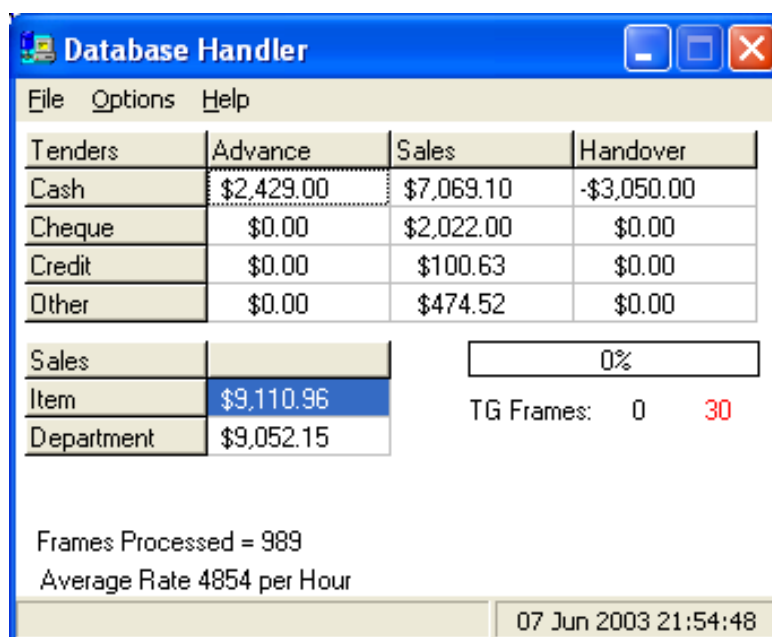 Database Handler
File Options Help
Tenders Advance Sales Handover
Cash $2,429.00 $7,069.10 -$3,050.00
Cheque $0.00 $2,022.00 $0.00
Credit $0.00 $100.63 $0.00
Other $0.00 $474.52 $0.00
Sales
0%
Item $9,110.96
TG Frames: 0 30
Department $9,052.15
Frames Processed = 989
Average Rate 4854 per Hour
07 Jun 2003 21:54:48